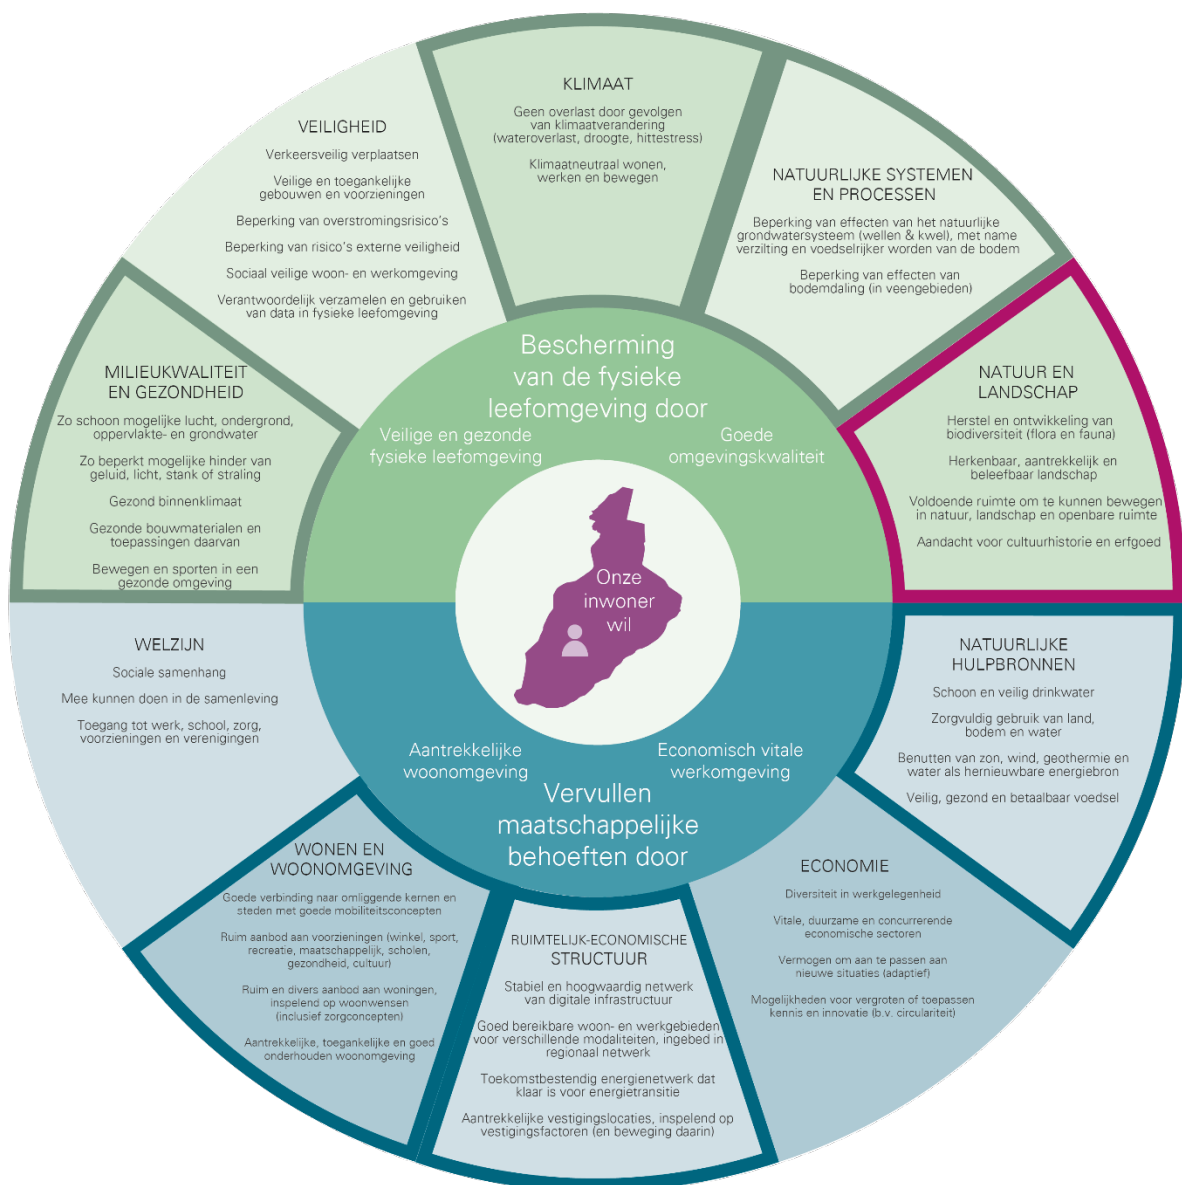 KLIMAAT
Geen overlast door gevolgen
van klimaatverandering
(wateroverlast, droogte, hittestress)
Klimaatneutraal wonen,
werken en bewegen
NATUURLIJKE SYSTEMEN
EN PROCESSEN
Beperking van effecten van het natuurlijke
grondwatersysteem (wellen & kwel), met name
verzilting en voedselrijker worden van de bodem
Beperking van effecten van
bodemdaling (in veengebieden)
NATUUR EN
LANDSCHAP
Herstel en ontwikkeling van
biodiversiteit (flora en fauna)
Herkenbaar, aantrekkelijk en
beleefbaar landschap
Voldoende ruimte om te kunnen bewegen
in natuur, landschap en openbare ruimte
Aandacht voor cultuurhistorie en erfgoed
NATUURLIJKE
HULPBRONNEN
Schoon en veilig drinkwater
Zorgvuldig gebruik van land,
bodem en water
Benutten van zon, wind, geothermie en
water als hernieuwbare energiebron
Veilig, gezond en betaalbaar voedsel
ECONOMIE
Diversiteit in werkgelegenheid
Vitale, duurzame en concurrerende
economische sectoren
Vermogen om aan te passen aan
nieuwe situaties (adaptief)
Mogelijkheden voor vergroten of toepassen
kennis en innovatie (b.v. circulariteit)
RUIMTELIJK-ECONOMISCHE
STRUCTUUR
Stabiel en hoogwaardig netwerk
van digitale infrastructuur
Goed bereikbare woon- en werkgebieden
voor verschillende modaliteiten, ingebed in
regionaal netwerk
Toekomstbestendig energienetwerk dat
klaar is voor energietransitie
Aantrekkelijke vestigingslocaties, inspelend op
vestigingsfactoren (en beweging daarin)
WONEN EN
WOONOMGEVING
Goede verbinding naar omliggende kernen en
steden met goede mobiliteitsconcepten
Ruim aanbod aan voorzieningen (winkel, sport,
recreatie, maatschappelijk, scholen,
gezondheid, cultuur)
Ruim en divers aanbod aan woningen,
inspelend op woonwensen
(inclusief zorgconcepten)
Aantrekkelijke, toegankelijke en goed
onderhouden woonomgeving
WELZIJN
Sociale samenhang
Mee kunnen doen in de samenleving
Toegang tot werk, school, zorg,
voorzieningen en verenigingen
MILIEUKWALITEIT
EN GEZONDHEID
Zo schoon mogelijke lucht, ondergrond,
oppervlakte- en grondwater
Zo beperkt mogelijke hinder van
geluid, licht, stank of straling
Gezond binnenklimaat
Gezonde bouwmaterialen en
toepassingen daarvan
Bewegen en sporten in een
gezonde omgeving
VEILIGHEID
Verkeersveilig verplaatsen
Veilige en toegankelijke
gebouwen en voorzieningen
Beperking van overstromingsrisico's
Beperking van risico's externe veiligheid
Sociaal veilige woon- en werkomgeving
Verantwoordelijk verzamelen en gebruiken
van data in fysieke leefomgeving
Bescherming
van de fysieke
leefomgeving door
Veilige en gezonde
fysieke leefomgeving
Goede
omgevingskwaliteit
Onze
inwoner
wil
Aantrekkelijke
woonomgeving
Economisch vitale
werkomgeving
Vervullen
maatschappelijke
behoeften door